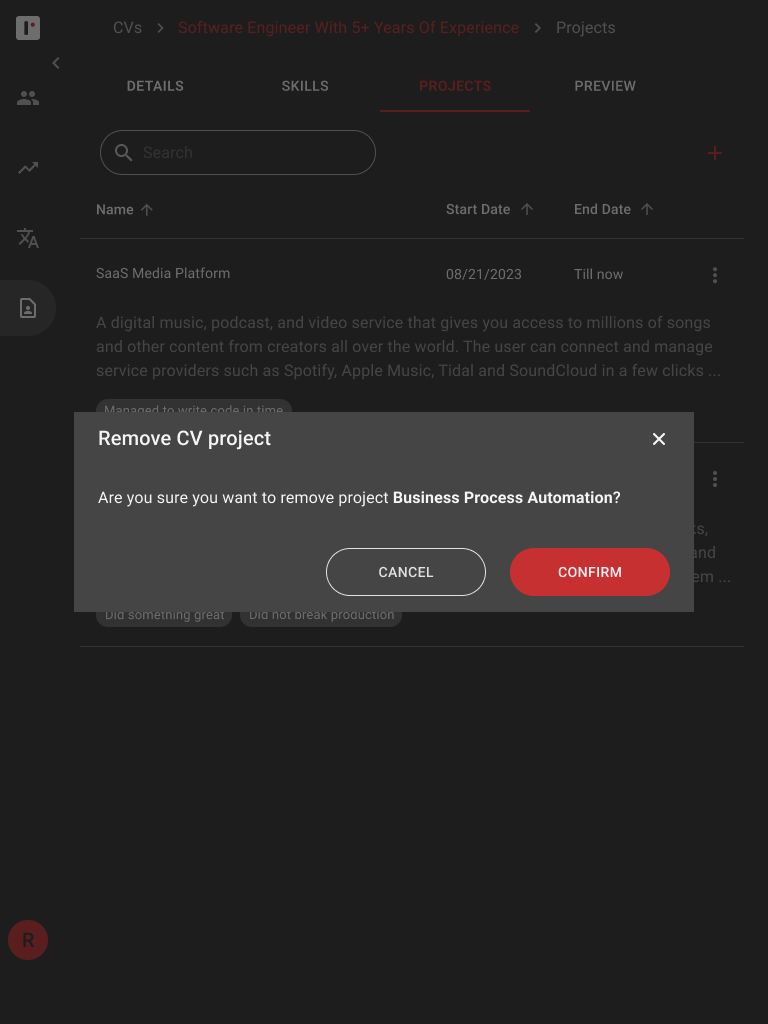 CVs > Software Engineer With 5+ Years Of Experience > Projects
DETAILS SKILLS PROJECTS PREVIEW
Search
Name Start Date End Date
SaaS Media Platform 08/21/2023 Till now
A digital music, podcast, and video service that gives you access to millions of songs
and other content from creators all over the world. The user can connect and manage
service providers such as Spotify, Apple Music, Tidal and SoundCloud in a few clicks ...
Managed to write code in time
Remove CV project
Are you sure you want to remove project Business Process Automation?
and
CANCEL CONFIRM
Did something great Did not break production
R